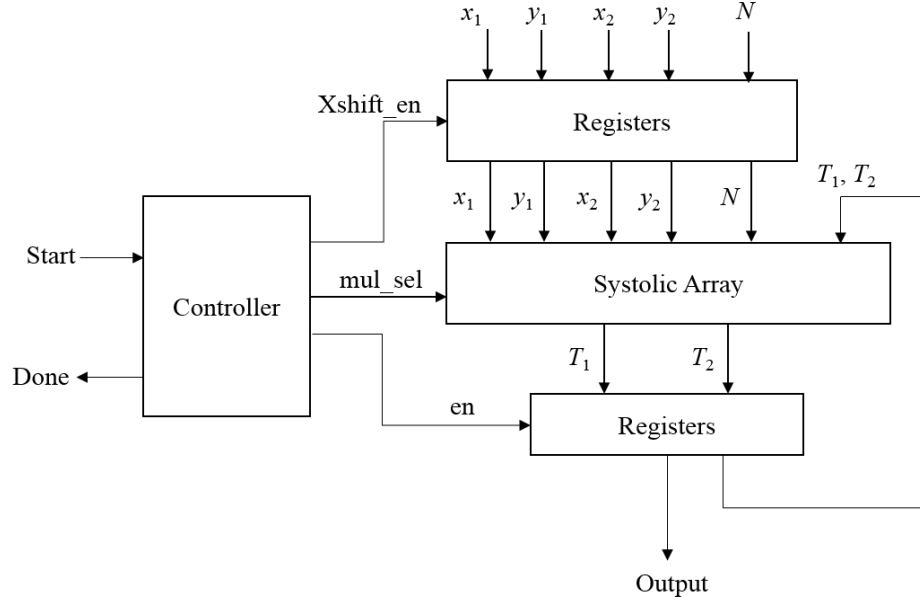 x₁ y₁ x₂ y₂ N
Xshift_en
Registers
x₁ y₁ x₂ y₂ N
T₁, T₂
Start
Controller
mul_sel
Systolic Array
Done
T₁ T₂
en
Registers
Output